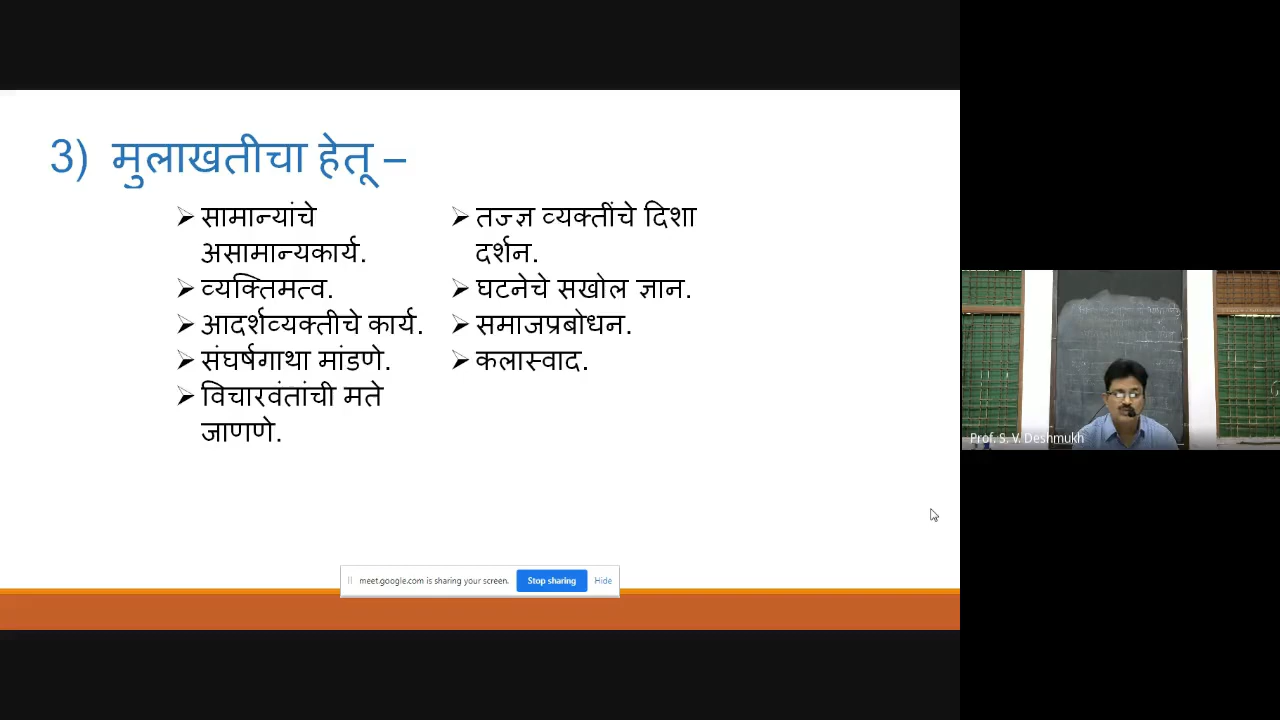 3) मुलाखतीचा हेतू –
➢ सामान्यांचे
असामान्यकार्य.
➢ व्यक्तिमत्व.
➢ आदर्शव्यक्तीचे कार्य.
➢ संघर्षगाथा मांडणे.
➢ विचारवंतांची मते
जाणणे.
➢ तज्ज्ञ व्यक्तींचे दिशा
दर्शन.
➢ घटनेचे सखोल ज्ञान.
➢ समाजप्रबोधन.
➢ कलास्वाद.
meet.google.com is sharing your screen. Stop sharing Hide
Prof. S. V. Deshmukh